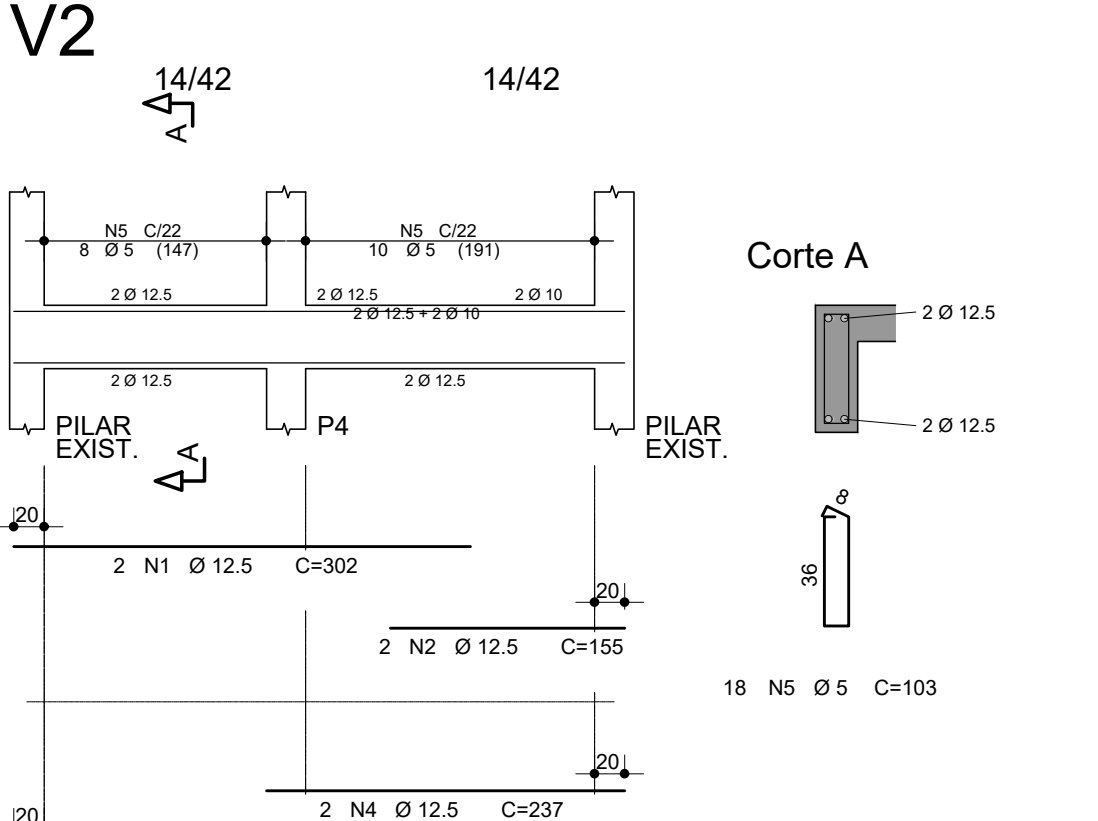 V2
14/42 14/42
A
N5 C/22 N5 C/22
8 Ø 5 (147) 10 Ø 5 (191)
Corte A
2 Ø 12.5 2 Ø 12.5 2 Ø 10
2 Ø 12.5 + 2 Ø 10
2 Ø 12.5
2 Ø 12.5 2 Ø 12.5
2 Ø 12.5
PILAR
EXIST.
P4
PILAR
EXIST.
A
20
8
2 N1 Ø 12.5 C=302
36
20
2 N2 Ø 12.5 C=155
18 N5 Ø 5 C=103
20
2 N4 Ø 12.5 C=237
20